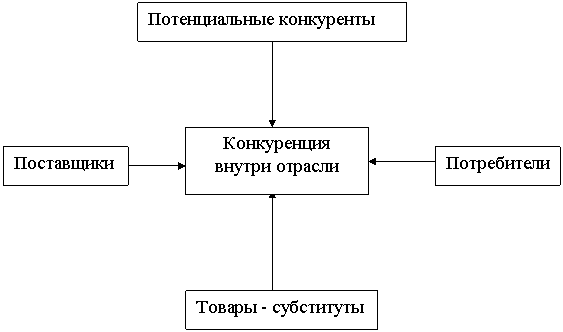 Потенциальные конкуренты
Конкуренция
внутри отрасли
Поставщики
Потребители
Товары - субституты